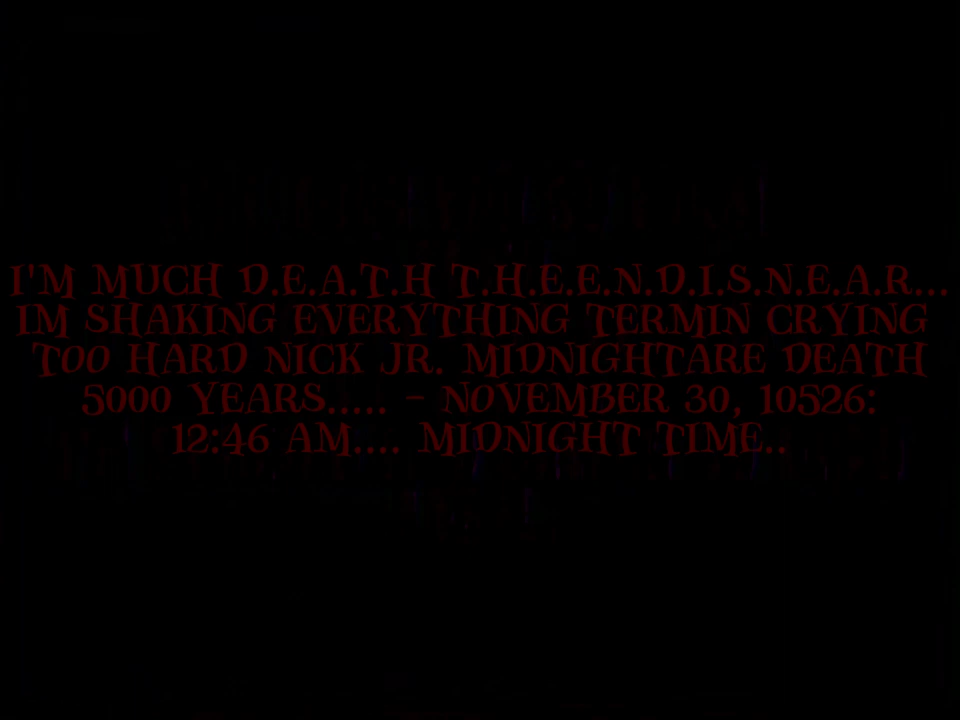 I'M MUCH D.E.A.T.H T.H.E.E.N.D.I.S.N.E.A.R...
IM SHAKING EVERYTHING TERMIN CRYING
TOO HARD NICK JR. MIDNIGHTARE DEATH
5000 YEARS..... - NOVEMBER 30, 10526:
12:46 AM.... MIDNIGHT TIME..